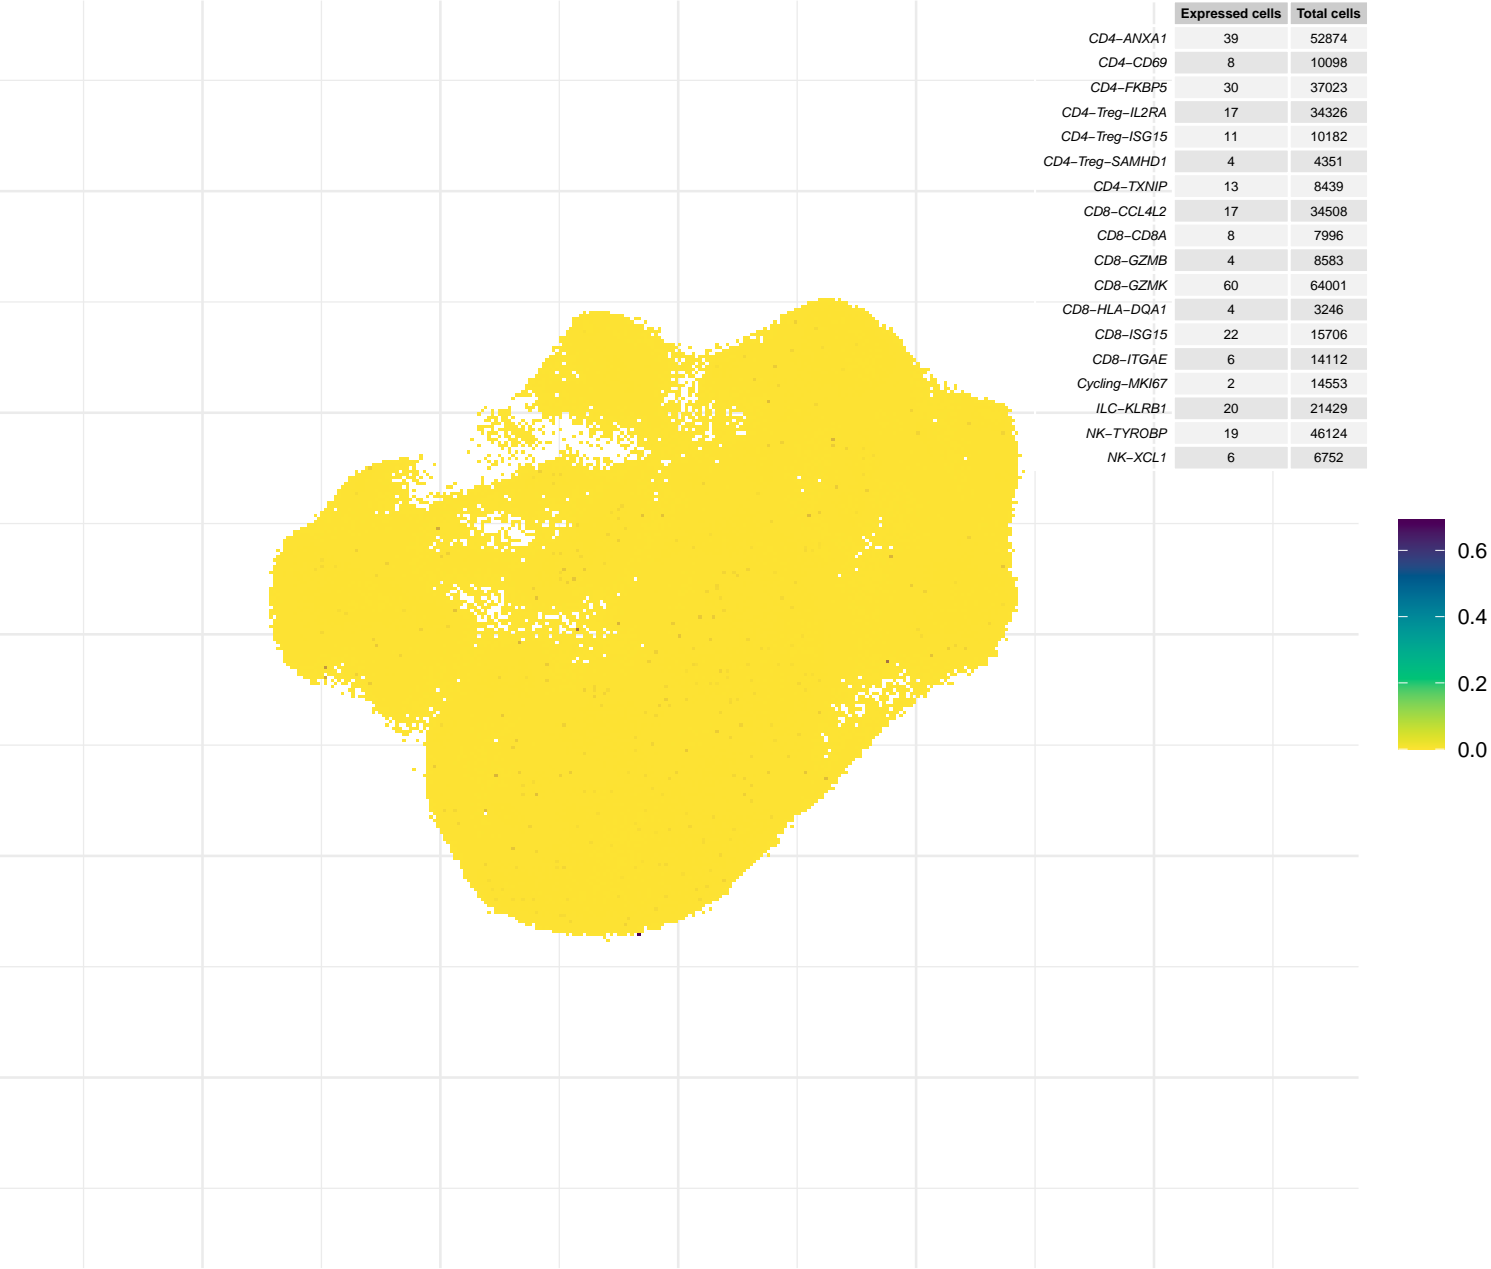 Expressed cells Total cells
CD4−ANXA1 39 52874
CD4−CD69 8 10098
CD4−FKBP5 30 37023
CD4−Treg−IL2RA 17 34326
CD4−Treg−ISG15 11 10182
CD4−Treg−SAMHD1 4 4351
CD4−TXNIP 13 8439
CD8−CCL4L2 17 34508
CD8−CD8A 8 7996
CD8−GZMB 4 8583
CD8−GZMK 60 64001
CD8−HLA−DQA1 4 3246
CD8−ISG15 22 15706
CD8−ITGAE 6 14112
Cycling−MKI67 2 14553
ILC−KLRB1 20 21429
NK−TYROBP 19 46124
NK−XCL1 6 6752
0.6
0.4
0.2
0.0